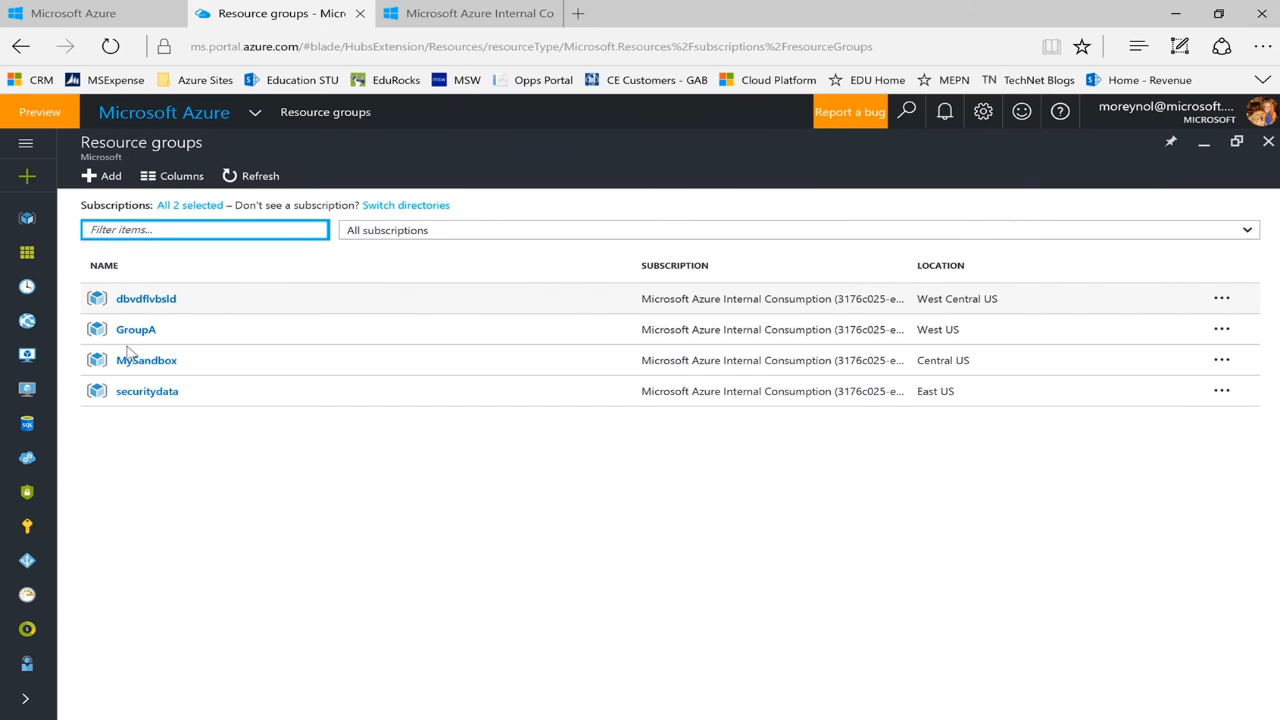 Microsoft Azure
Resource groups - Micr
Microsoft Azure Internal Co
ms.portal.azure.com/#blade/HubsExtension/Resources/resourceType/Microsoft.Resources%2Fsubscriptions%2FresourceGroups
CRM MSExpense Azure Sites Education STU EduRocks MSW Opps Portal CE Customers - GAB Cloud Platform EDU Home MEPN TN TechNet Blogs Home - Revenue
Preview Microsoft Azure Resource groups Report a bug moreynol@microsoft....
MICROSOFT
Resource groups
Microsoft
Add Columns Refresh
Subscriptions: All 2 selected – Don't see a subscription? Switch directories
Filter items... All subscriptions
NAME SUBSCRIPTION LOCATION
dbvdflvbsld Microsoft Azure Internal Consumption (3176c025-e... West Central US ...
GroupA Microsoft Azure Internal Consumption (3176c025-e... West US ...
MySandbox Microsoft Azure Internal Consumption (3176c025-e... Central US ...
securitydata Microsoft Azure Internal Consumption (3176c025-e... East US ...
SQL